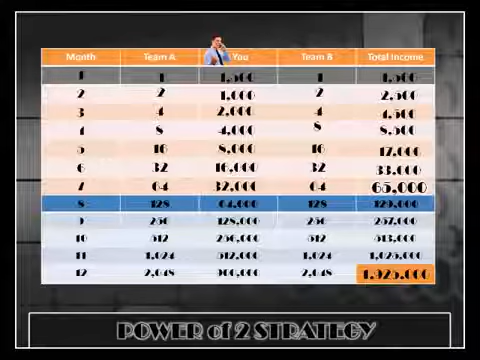 Month Team A You Team B Total Income
1 1 1,500 1 1,500
2 2 1,000 2 2,500
3 4 2,000 4 4,500
4 8 4,000 8 8,500
5 16 8,000 16 17,000
6 32 16,000 32 33,000
7 64 32,000 64 65,000
8 128 64,000 128 129,000
9 256 128,000 256 257,000
10 512 256,000 512 513,000
11 1,024 512,000 1,024 1,025,000
12 2,048 900,000 2,048 1,925,000
POWER of 2 STRATEGY